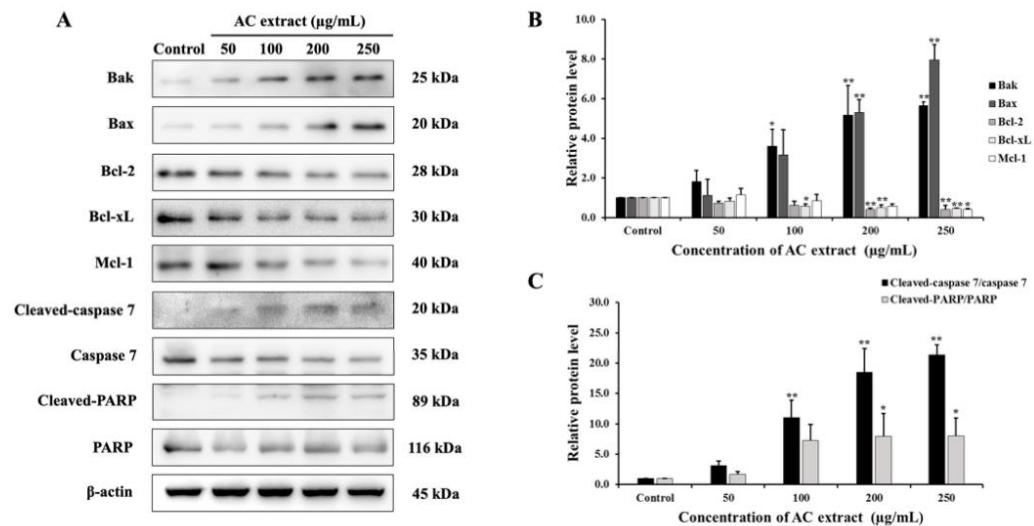 A
AC extract (µg/mL)
Control 50 100 200 250
Bak 25 kDa
Bax 20 kDa
Bcl-2 28 kDa
Bcl-xL 30 kDa
Mcl-1 40 kDa
Cleaved-caspase 7 20 kDa
Caspase 7 35 kDa
Cleaved-PARP 89 kDa
PARP 116 kDa
β-actin 45 kDa
B
Relative protein level
10.0
8.0
6.0
4.0
2.0
0.0
* ** ** ** ** ** ** ** ** *
Control 50 100 200 250
Concentration of AC extract (µg/mL)
Bak
Bax
Bcl-2
Bcl-xL
Mcl-1
C
Cleaved-caspase 7/caspase 7
Cleaved-PARP/PARP
Relative protein level
30.0
25.0
20.0
15.0
10.0
5.0
0.0
** ** * ** *
Control 50 100 200 250
Concentration of AC extract (µg/mL)